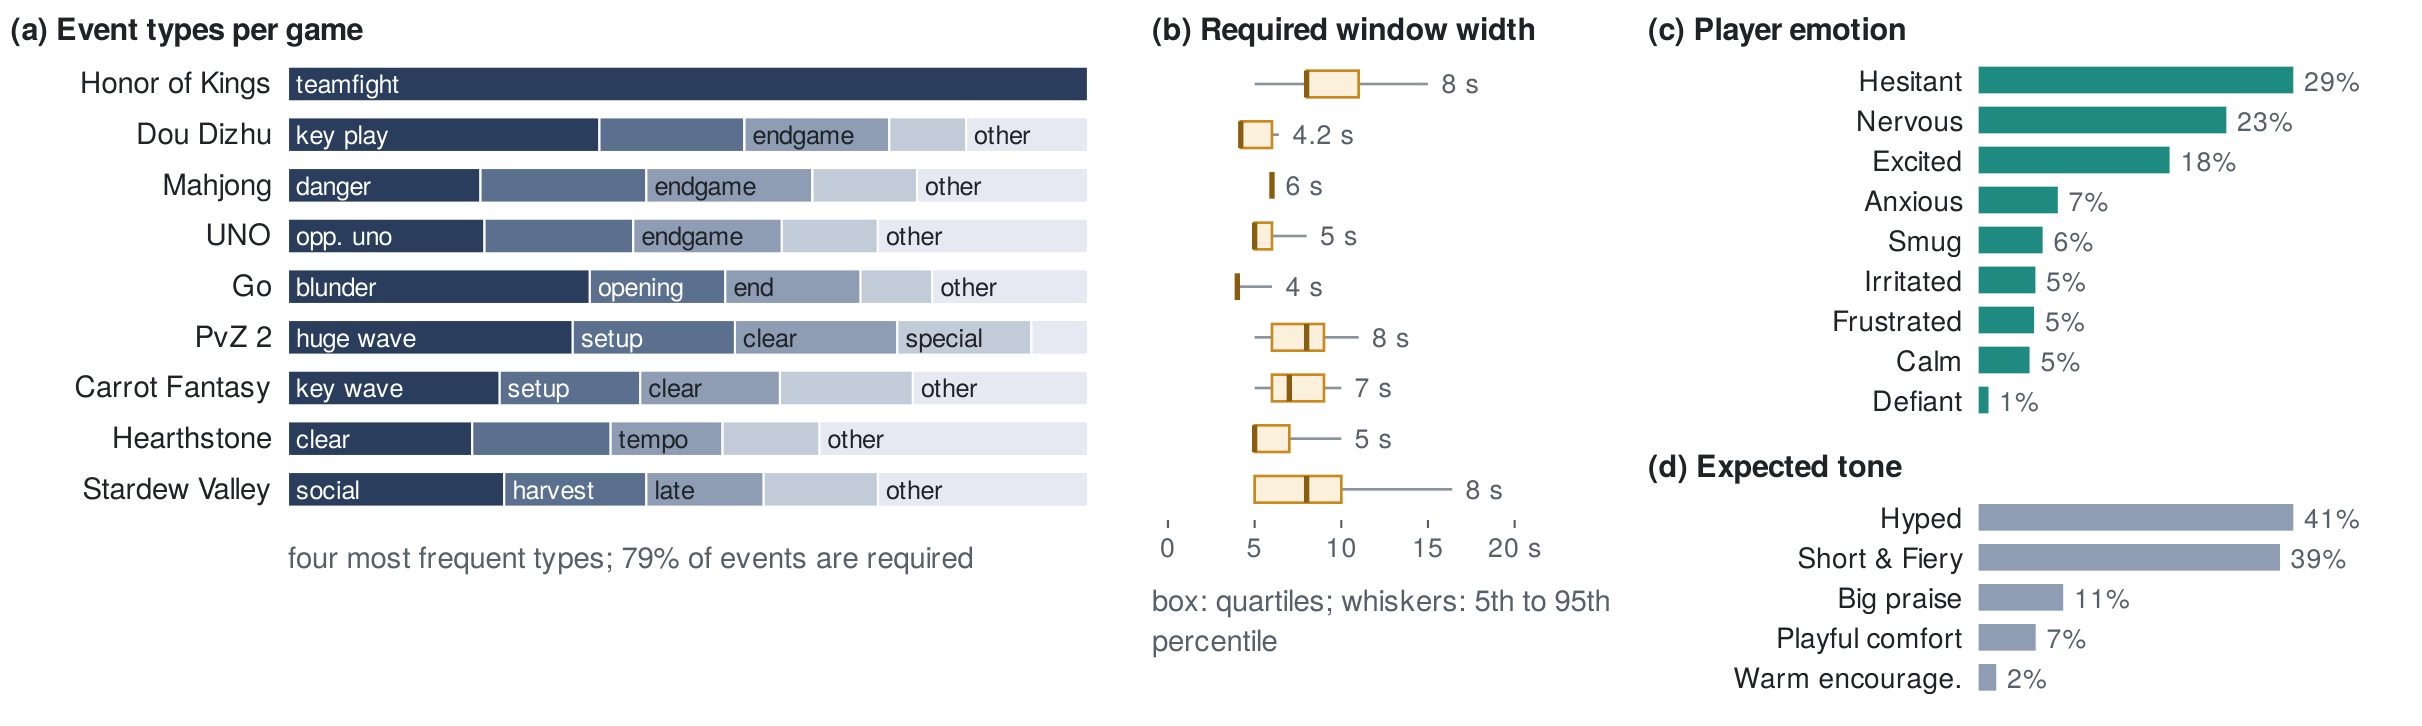 (a) Event types per game
Honor of Kings teamfight
Dou Dizhu key play endgame other
Mahjong danger endgame other
UNO opp. uno endgame other
Go blunder opening end other
PvZ 2 huge wave setup clear special
Carrot Fantasy key wave setup clear other
Hearthstone clear tempo other
Stardew Valley social harvest late other
four most frequent types; 79% of events are required
(b) Required window width
8 s
4.2 s
6 s
5 s
4 s
8 s
7 s
5 s
8 s
0 5 10 15 20 s
box: quartiles; whiskers: 5th to 95th
percentile
(c) Player emotion
Hesitant 29%
Nervous 23%
Excited 18%
Anxious 7%
Smug 6%
Irritated 5%
Frustrated 5%
Calm 5%
Defiant 1%
(d) Expected tone
Hyped 41%
Short & Fiery 39%
Big praise 11%
Playful comfort 7%
Warm encourage. 2%